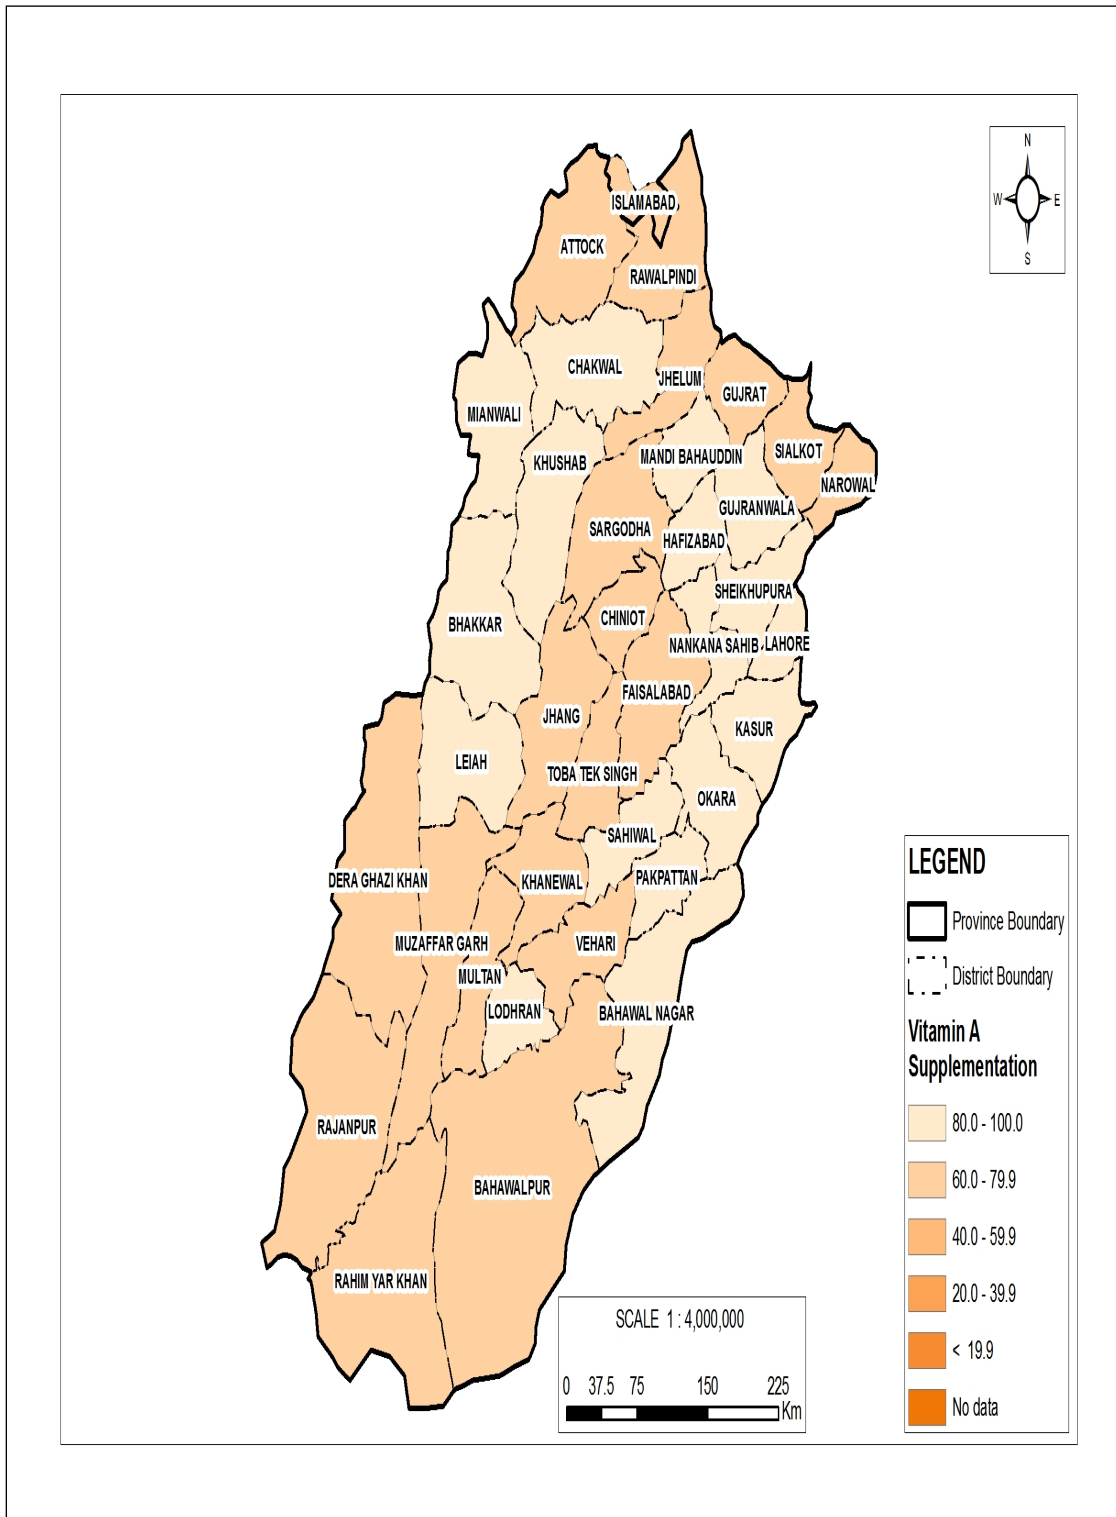 N
W
E
S
ISLAMABAD
ATTOCK
RAWALPINDI
CHAKWAL
JHELUM
GUJRAT
MIANWALI
KHUSHAB
MANDI BAHAUDDIN
SIALKOT
NAROWAL
GUJRANWALA
SARGODHA
HAFIZABAD
SHEIKHUPURA
BHAKKAR
CHINIOT
NANKANA SAHIB
LAHORE
FAISALABAD
JHANG
KASUR
LEIAH
TOBA TEK SINGH
OKARA
SAHIWAL
DERA GHAZI KHAN
KHANEWAL
PAKPATTAN
MUZAFFAR GARH
VEHARI
MULTAN
LODHRAN
BAHAWAL NAGAR
RAJANPUR
BAHAWALPUR
RAHIM YAR KHAN
LEGEND
Province Boundary
District Boundary
Vitamin A
Supplementation
80.0 - 100.0
60.0 - 79.9
40.0 - 59.9
20.0 - 39.9
< 19.9
No data
SCALE 1 : 4,000,000
0 37.5 75 150 225
Km